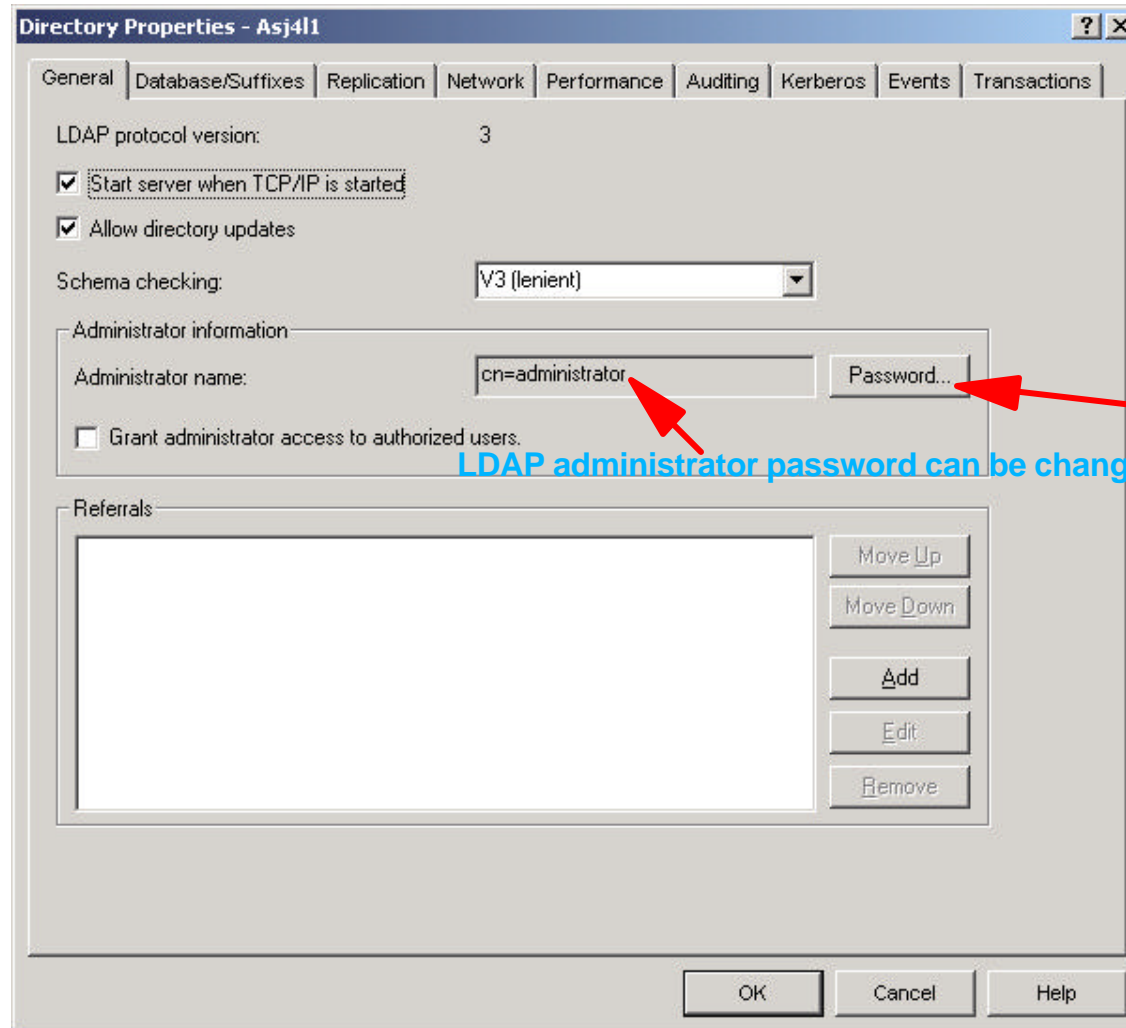 Directory Properties - Asj4l1
General Database/Suffixes Replication Network Performance Auditing Kerberos Events Transactions
LDAP protocol version: 3
Start server when TCP/IP is started
Allow directory updates
Schema checking: V3 (lenient)
Administrator information
Administrator name: cn=administrator Password...
Grant administrator access to authorized users.
LDAP administrator password can be chang
Referrals
Move Up
Move Down
Add
Edit
Remove
OK Cancel Help